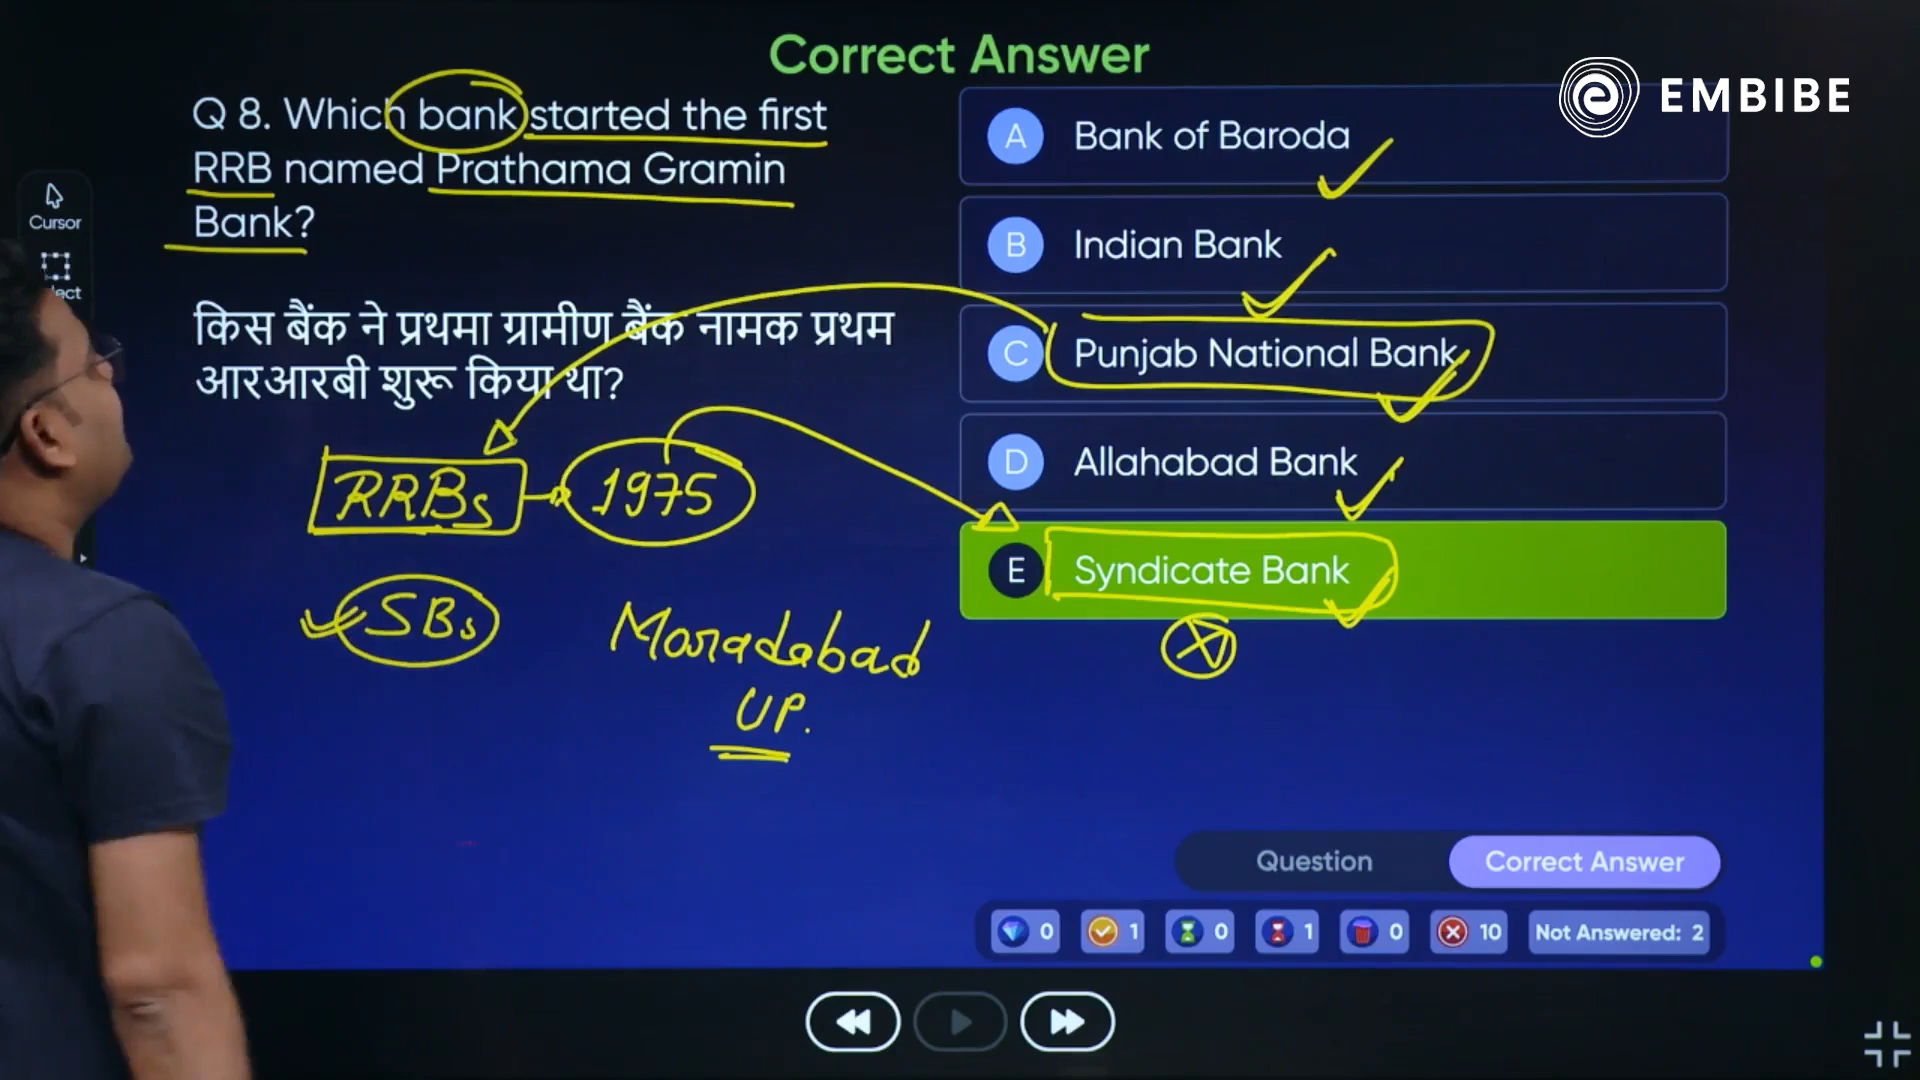 Correct Answer
EMBIBE
Q 8. Which bank started the first
RRB named Prathama Gramin
Bank?
किस बैंक ने प्रथमा ग्रामीण बैंक नामक प्रथम
आरआरबी शुरू किया था?
A Bank of Baroda
B Indian Bank
C Punjab National Bank
D Allahabad Bank
E Syndicate Bank
Cursor
RRBs
1975
SBs
Moradabad
UP.
Question
Correct Answer
0
1
0
1
0
10
Not Answered: 2